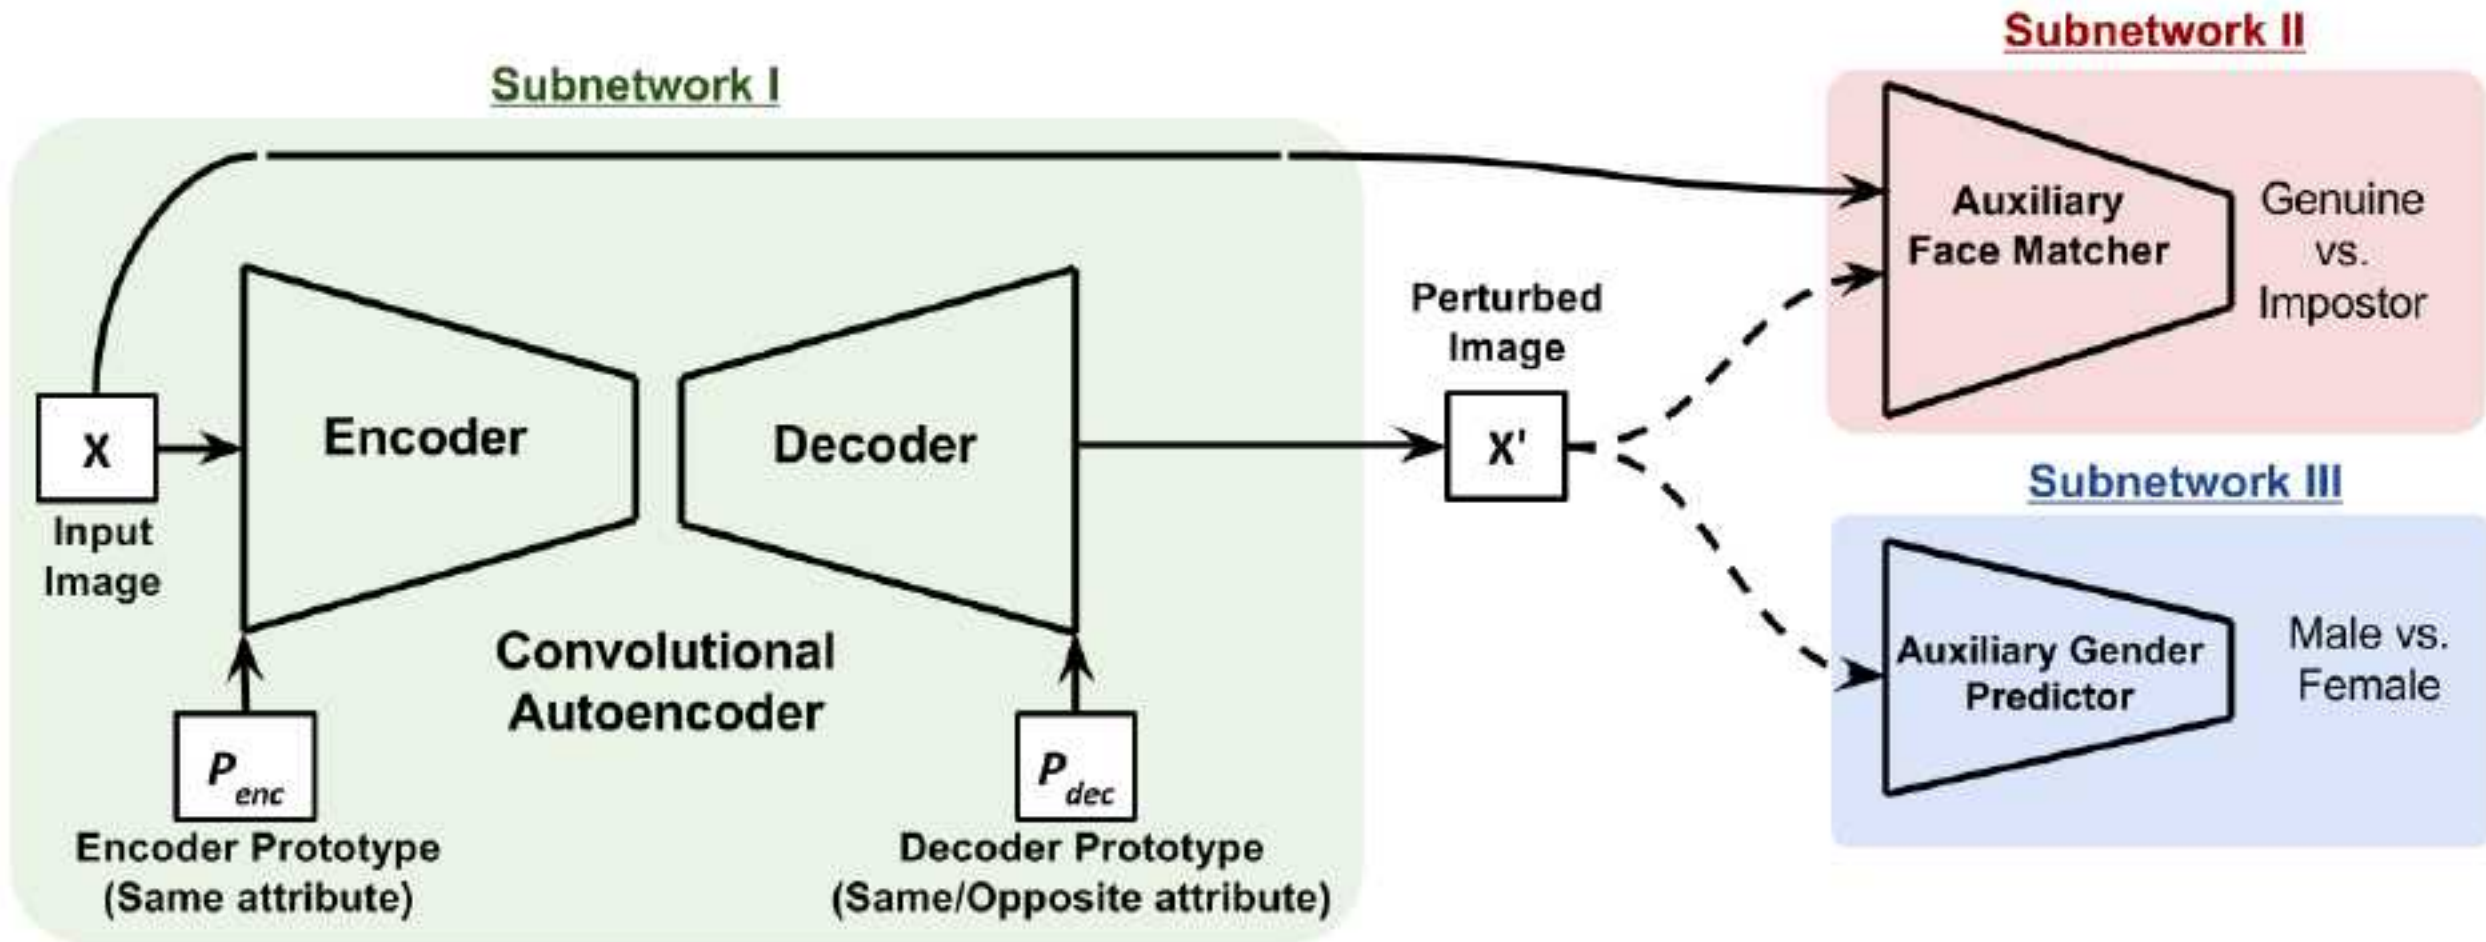 Subnetwork I
X
Input
Image
Encoder
Decoder
Convolutional
Autoencoder
P enc
Encoder Prototype
(Same attribute)
P dec
Decoder Prototype
(Same/Opposite attribute)
Perturbed
Image
X'
Subnetwork II
Auxiliary
Face Matcher
Genuine
vs.
Impostor
Subnetwork III
Auxiliary Gender
Predictor
Male vs.
Female